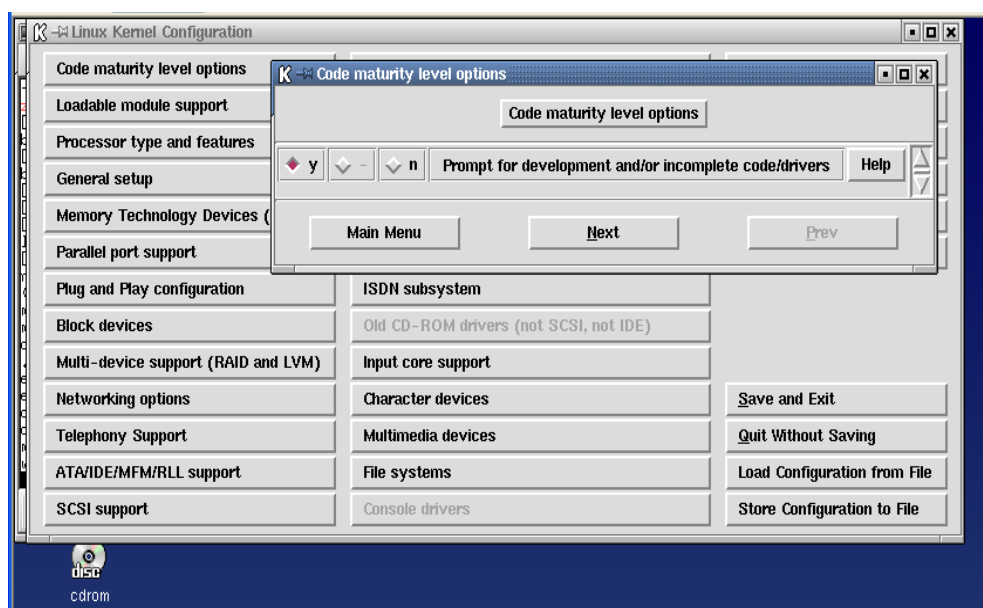 Linux Kernel Configuration
Code maturity level options
Code maturity level options
Loadable module support
Code maturity level options
Processor type and features
y - n Prompt for development and/or incomplete code/drivers Help
General setup
Memory Technology Devices (
Main Menu Next Prev
Parallel port support
Plug and Play configuration
ISDN subsystem
Block devices
Old CD-ROM drivers (not SCSI, not IDE)
Multi-device support (RAID and LVM)
Input core support
Networking options
Character devices
Save and Exit
Telephony Support
Multimedia devices
Quit Without Saving
ATA/IDE/MFM/RLL support
File systems
Load Configuration from File
SCSI support
Console drivers
Store Configuration to File
disc
cdrom